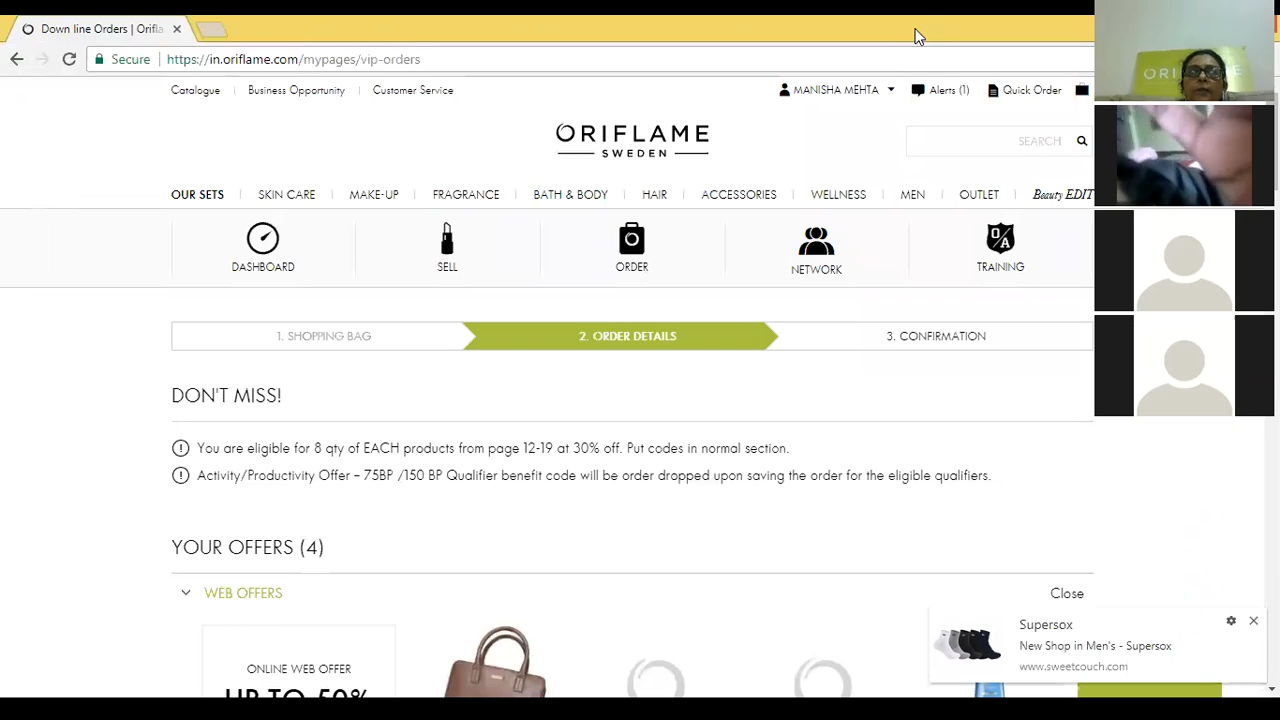 Down line Orders | Orifla
Secure https://in.oriflame.com/mypages/vip-orders
Catalogue Business Opportunity Customer Service MANISHA MEHTA Alerts (1) Quick Order
ORIFLAME
SWEDEN
SEARCH
OUR SETS SKIN CARE MAKE-UP FRAGRANCE BATH & BODY HAIR ACCESSORIES WELLNESS MEN OUTLET Beauty EDIT
DASHBOARD SELL ORDER NETWORK TRAINING
1. SHOPPING BAG 2. ORDER DETAILS 3. CONFIRMATION
DON'T MISS!
You are eligible for 8 qty of EACH products from page 12-19 at 30% off. Put codes in normal section.
Activity/Productivity Offer – 75BP /150 BP Qualifier benefit code will be order dropped upon saving the order for the eligible qualifiers.
YOUR OFFERS (4)
WEB OFFERS Close
ONLINE WEB OFFER
UP TO 50%
Supersox
New Shop in Men's - Supersox
www.sweetcouch.com